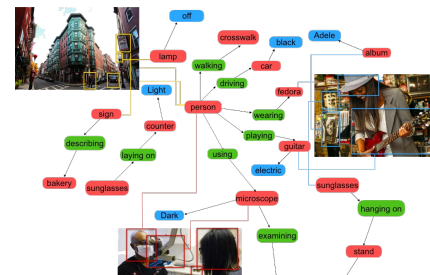 off
crosswalk
Adele
lamp
black
album
walking
car
driving
Light
fedora
person
wearing
sign
counter
playing
describing
guitar
laying on
using
electric
bakery
sunglasses
sunglasses
microscope
hanging on
Dark
examining
stand